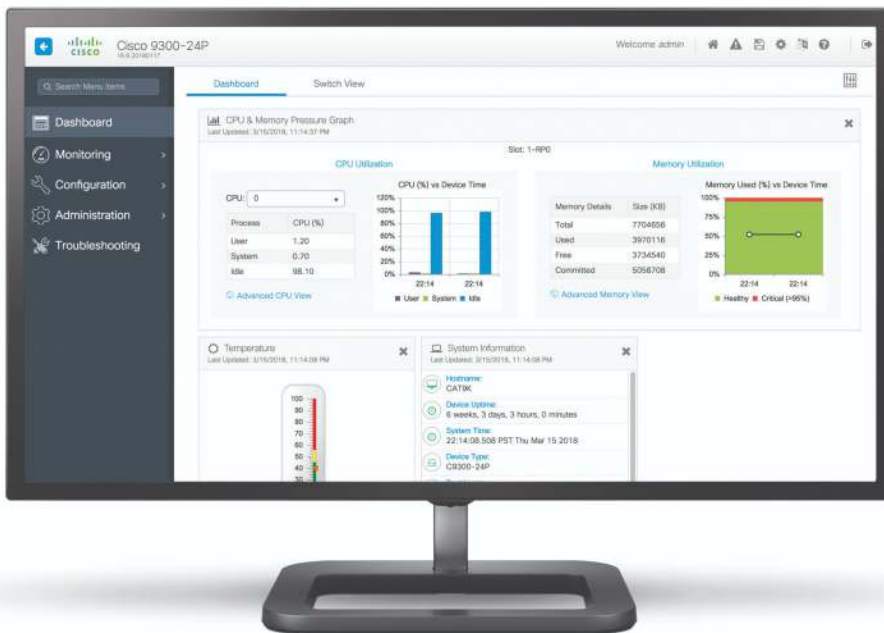 cisco
Cisco 9300-24P
16.9.20180117
Welcome admin
Search Menu Items
Dashboard
Monitoring
Configuration
Administration
Troubleshooting
Dashboard Switch View
CPU & Memory Pressure Graph
Last Updated: 3/15/2018, 11:14:37 PM
Slot: 1-RP0
CPU Utilization
CPU: 0
Process CPU (%)
User 1.20
System 0.70
Idle 98.10
Advanced CPU View
CPU (%) vs Device Time
120%
100%
80%
60%
40%
20%
0%
22:14 22:14
User System Idle
Memory Utilization
Memory Details Size (KB)
Total 7704656
Used 3970116
Free 3734540
Committed 5056708
Advanced Memory View
Memory Used (%) vs Device Time
100%
75%
50%
25%
0%
22:14 22:14
Healthy Critical (>95%)
Temperature
Last Updated: 3/15/2018, 11:14:08 PM
100
90
80
70
60
50
40
30
System Information
Last Updated: 3/15/2018, 11:14:08 PM
Hostname:
CAT9K
Device Uptime:
6 weeks, 3 days, 3 hours, 0 minutes
System Time:
22:14:08.508 PST Thu Mar 15 2018
Device Type:
C9300-24P